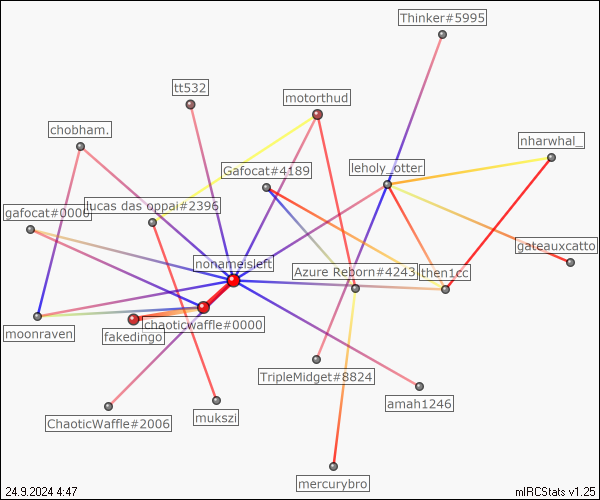 Thinker#5995
tt532
motorthud
chobham.
nharwhal_
Gafocat#4189
leholy_otter
gafocat#0000
lucas das oppai#2396
gateauxcatto
nonameisleft
Azure Reborn#4243
then1cc
moonraven
chaoticwaffle#0000
fakedingo
TripleMidget#8824
amah1246
mukszi
ChaoticWaffle#2006
mercurybro
24.9.2024 4:47
mIRCStats v1.25